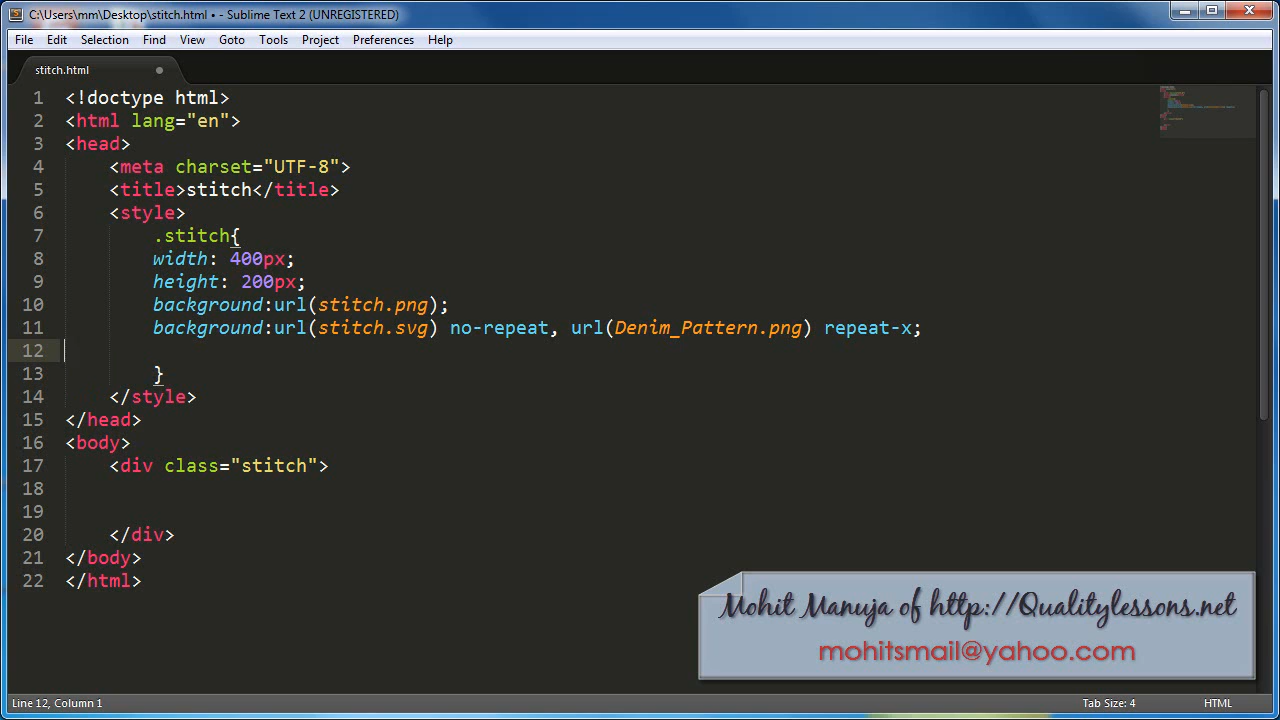 C:\Users\mm\Desktop\stitch.html • - Sublime Text 2 (UNREGISTERED)
File Edit Selection Find View Goto Tools Project Preferences Help
stitch.html
1 <!doctype html>
2 <html lang="en">
3 <head>
4 <meta charset="UTF-8">
5 <title>stitch</title>
6 <style>
7 .stitch{
8 width: 400px;
9 height: 200px;
10 background:url(stitch.png);
11 background:url(stitch.svg) no-repeat, url(Denim_Pattern.png) repeat-x;
12
13 }
14 </style>
15 </head>
16 <body>
17 <div class="stitch">
18
19
20 </div>
21 </body>
22 </html>
Mohit Manuja of http://Qualitylessons.net
mohitsmail@yahoo.com
Line 12, Column 1 Tab Size: 4 HTML